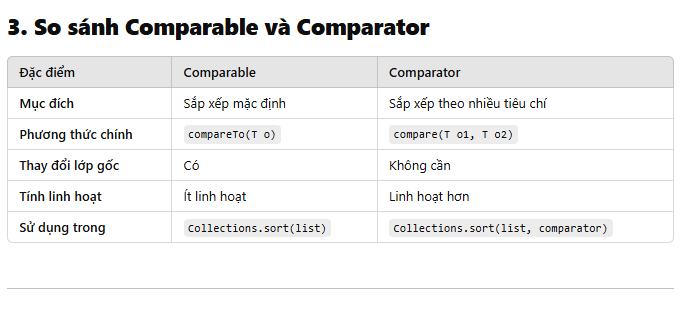 3. So sánh Comparable và Comparator
Đặc điểm Comparable Comparator
Mục đích Sắp xếp mặc định Sắp xếp theo nhiều tiêu chí
Phương thức chính compareTo(T o) compare(T o1, T o2)
Thay đổi lớp gốc Có Không cần
Tính linh hoạt Ít linh hoạt Linh hoạt hơn
Sử dụng trong Collections.sort(list) Collections.sort(list, comparator)